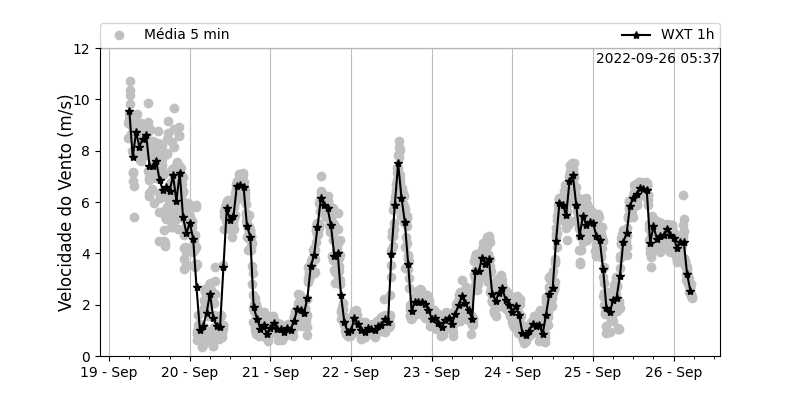 Média 5 min WXT 1h
2022-09-26 05:37
Velocidade do Vento (m/s)
12
10
8
6
4
2
0
19 - Sep 20 - Sep 21 - Sep 22 - Sep 23 - Sep 24 - Sep 25 - Sep 26 - Sep